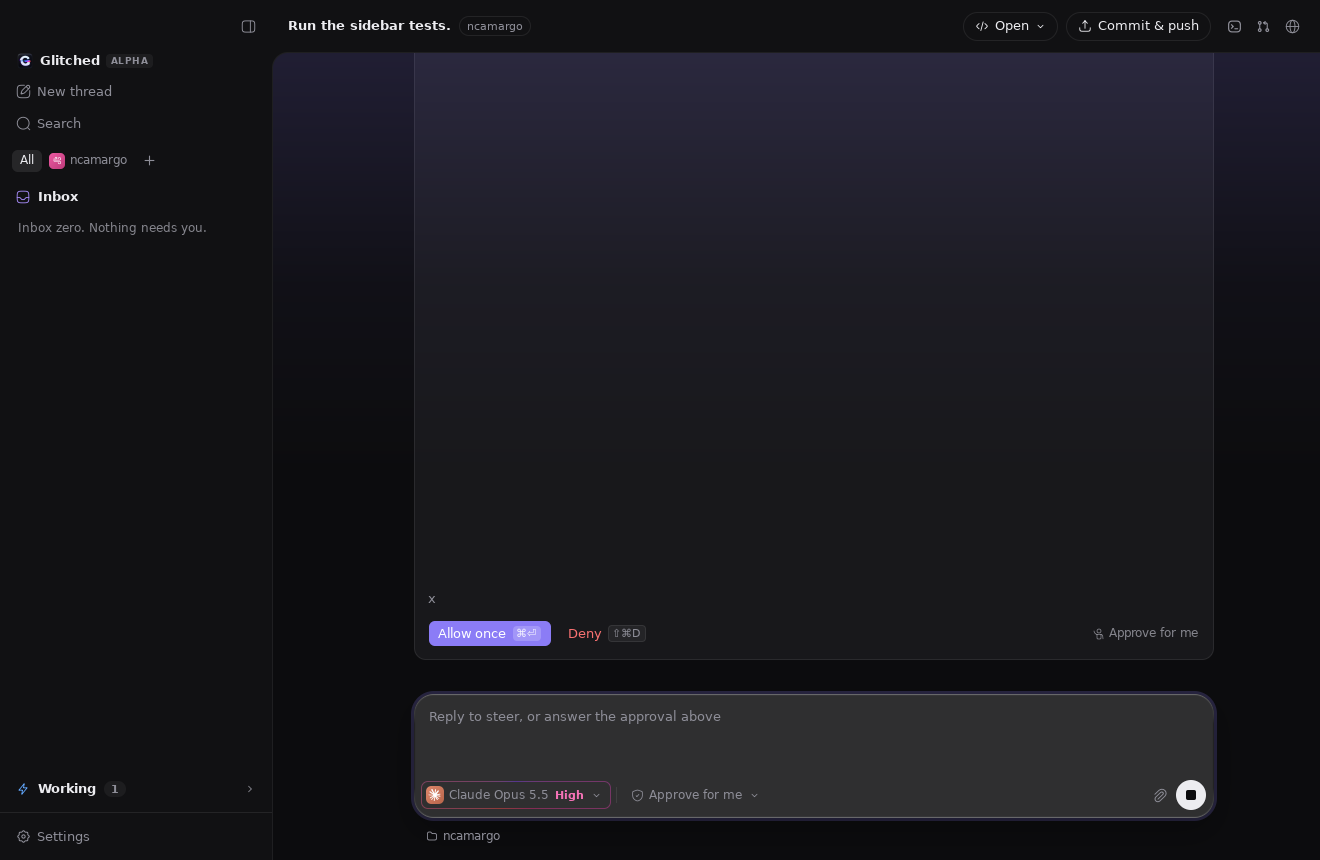 Run the sidebar tests. ncamargo
Open
Commit & push
Glitched ALPHA
New thread
Search
All ncamargo
Inbox
Inbox zero. Nothing needs you.
x
Allow once ⌘⏎ Deny ⇧⌘D
Approve for me
Reply to steer, or answer the approval above
Claude Opus 5.5 High Approve for me
ncamargo
Working 1
Settings